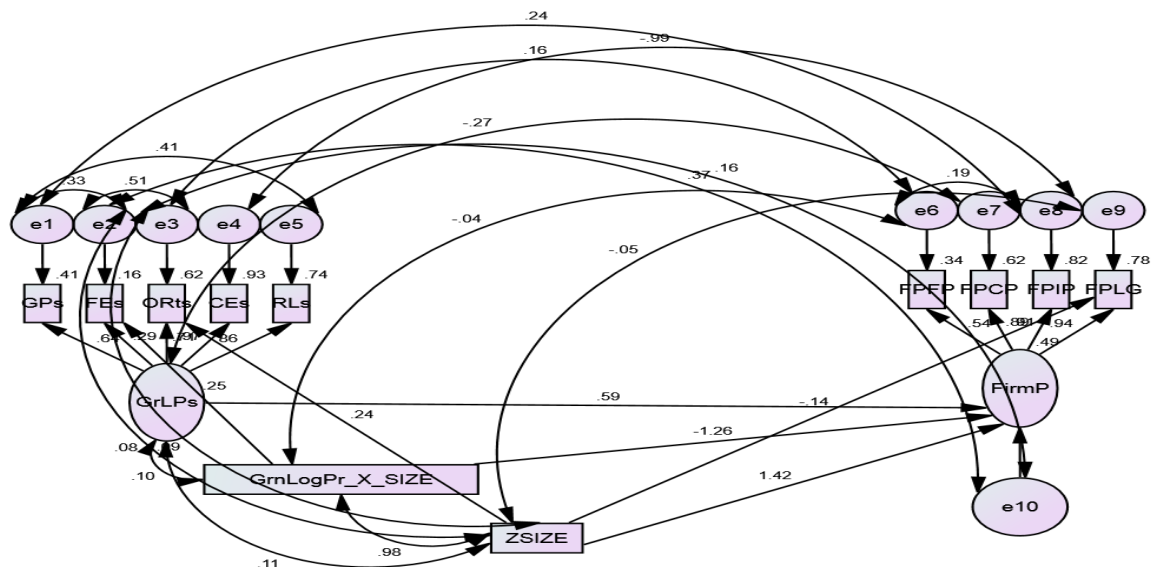 .24
-.99
.16
-.27
.41
.16
.37
.19
.33
.51
e1
e2
e3
e4
e5
e6
e7
e8
e9
-.04
-.05
.41
.16
.62
.93
.74
.34
.62
.82
.78
GPs
FEs
ORts
CEs
RLs
FPFP
FPCP
FPIP
FPLG
.64
.29
.86
.54
.94
.49
GrLPs
.25
.59
-.14
FirmP
.24
-1.26
.08
.10
GrnLogPr_X_SIZE
1.42
e10
ZSIZE
.98
.11